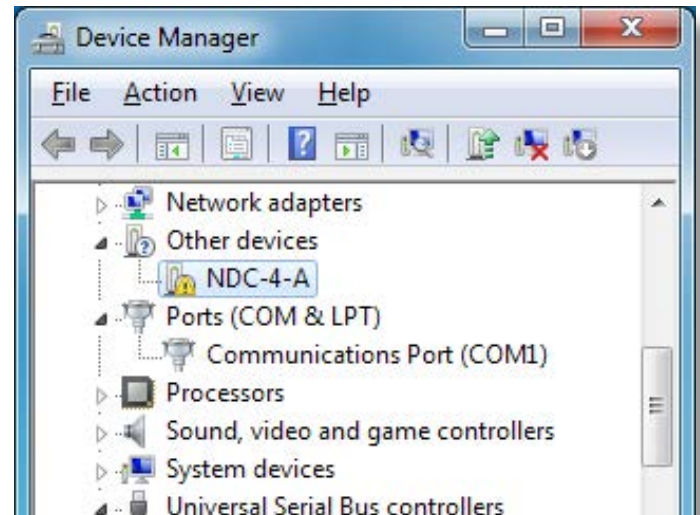 Device Manager
File Action View Help
Network adapters
Other devices
NDC-4-A
Ports (COM & LPT)
Communications Port (COM1)
Processors
Sound, video and game controllers
System devices
Universal Serial Bus controllers